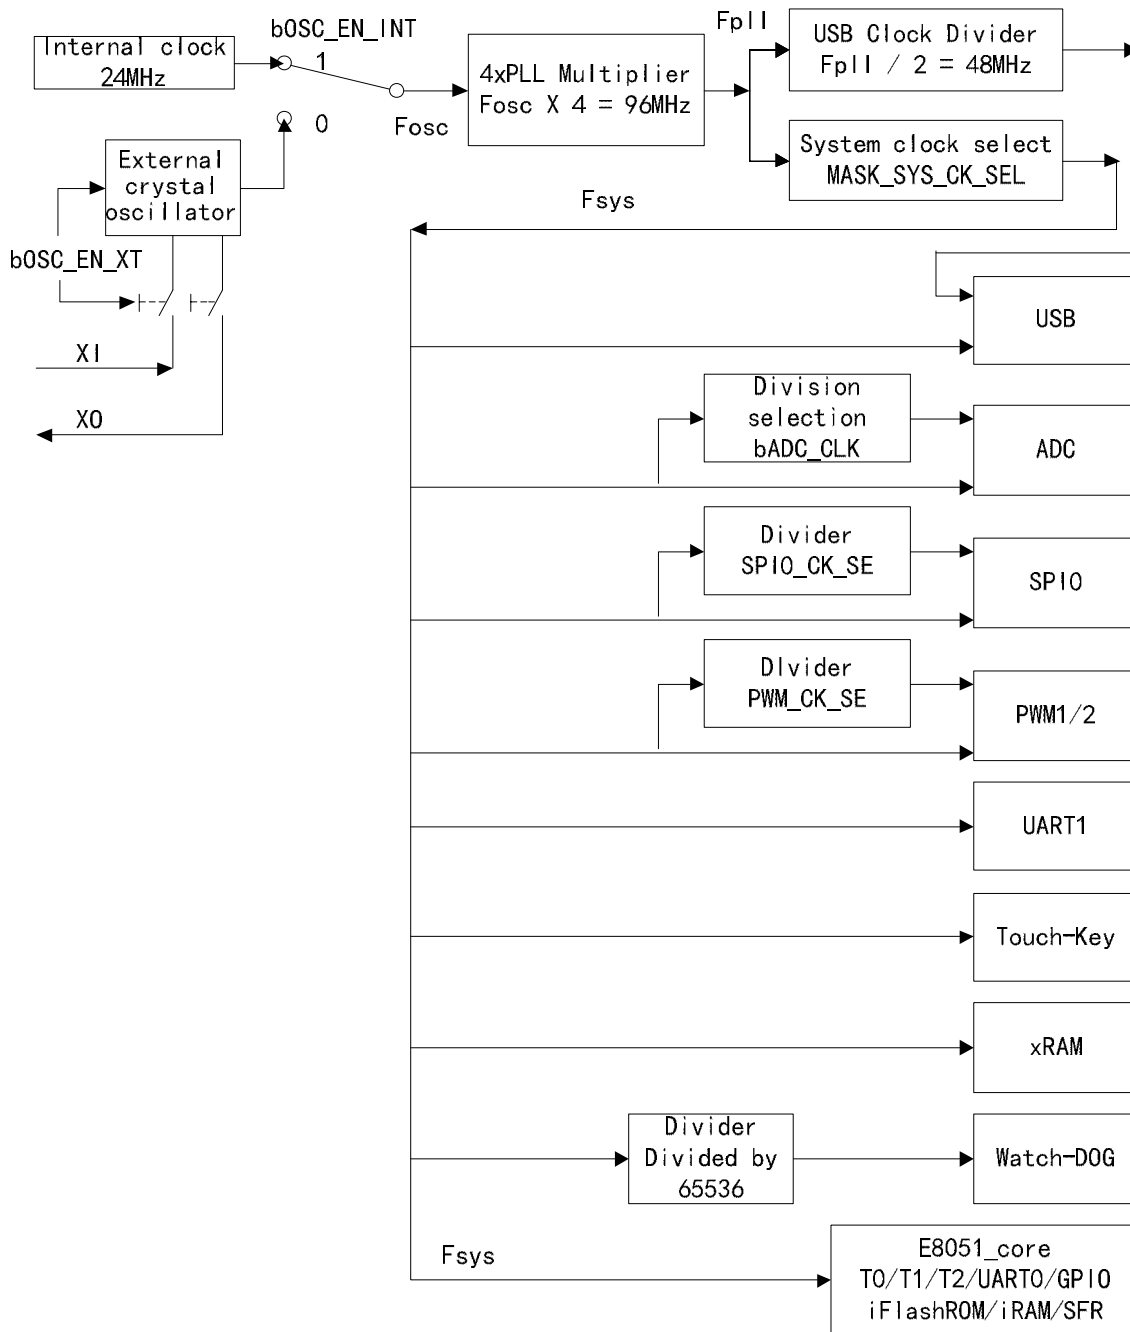 bOSC_EN_INT
Internal clock
24MHz
1
0
Fosc
4xPLL Multiplier
Fosc X 4 = 96MHz
Fpll
USB Clock Divider
Fpll / 2 = 48MHz
System clock select
MASK_SYS_CK_SEL
External
crystal
oscillator
bOSC_EN_XT
XI
XO
Fsys
USB
Division
selection
bADC_CLK
ADC
Divider
SPI0_CK_SE
SPI0
DIvider
PWM_CK_SE
PWM1/2
UART1
Touch-Key
xRAM
Divider
Divided by
65536
Watch-DOG
Fsys
E8051_core
T0/T1/T2/UART0/GPIO
iFlashROM/iRAM/SFR